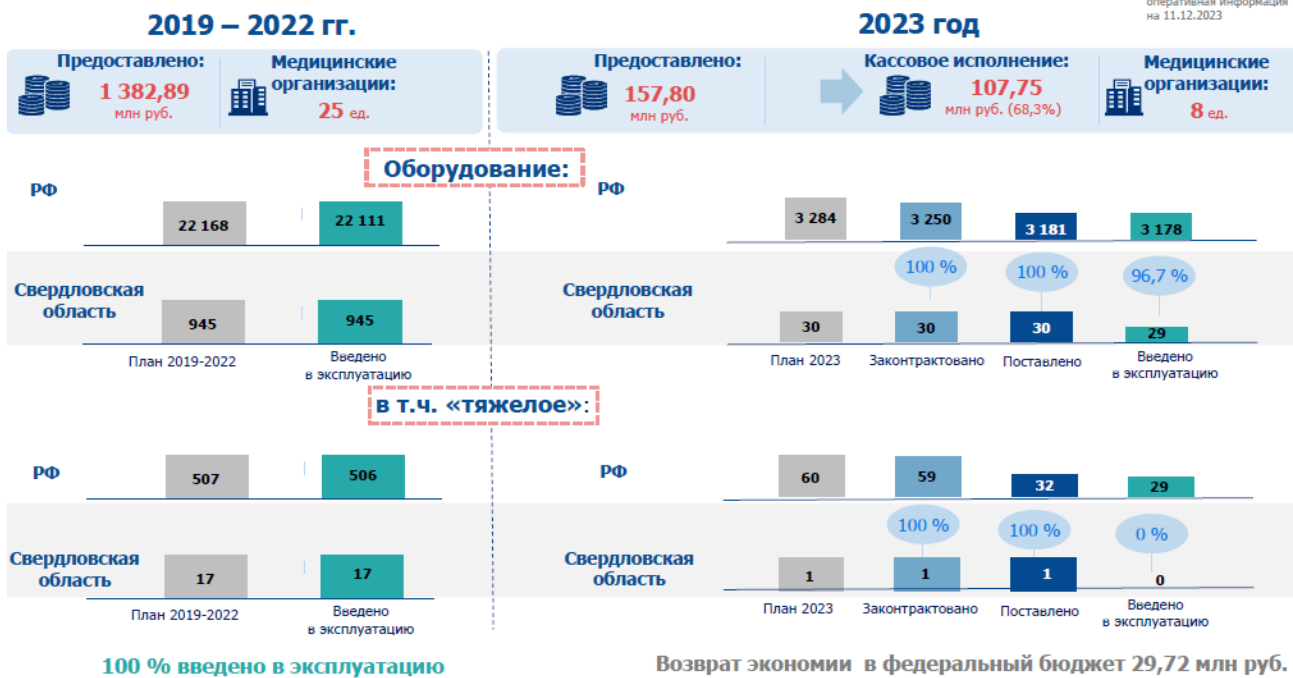 оперативная информация
на 11.12.2023
2019 – 2022 гг.
2023 год
Предоставлено:
1 382,89
млн руб.
Медицинские
организации:
25 ед.
Предоставлено:
157,80
млн руб.
Кассовое исполнение:
107,75
млн руб. (68,3%)
Медицинские
организации:
8 ед.
Оборудование:
РФ
22 168
22 111
РФ
3 284
3 250
3 181
3 178
Свердловская
область
945
945
План 2019-2022
Введено
в эксплуатацию
Свердловская
область
100 %
100 %
96,7 %
30
30
30
29
План 2023
Законтрактовано
Поставлено
Введено
в эксплуатацию
в т.ч. «тяжелое»:
РФ
507
506
РФ
60
59
32
29
Свердловская
область
17
17
План 2019-2022
Введено
в эксплуатацию
Свердловская
область
100 %
100 %
0 %
1
1
1
0
План 2023
Законтрактовано
Поставлено
Введено
в эксплуатацию
100 % введено в эксплуатацию
Возврат экономии в федеральный бюджет 29,72 млн руб.